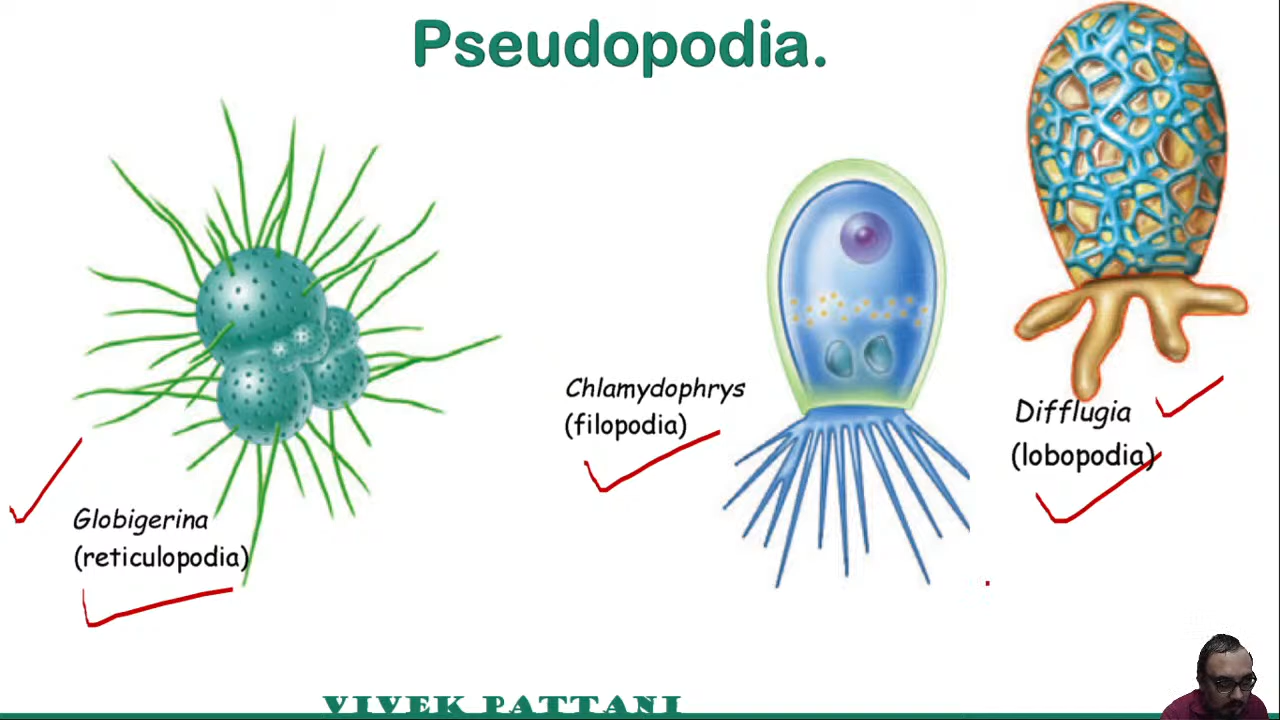 Pseudopodia.
Chlamydophrys
(filopodia)
Difflugia
(lobopodia)
Globigerina
(reticulopodia)
VIVEK PATTANI